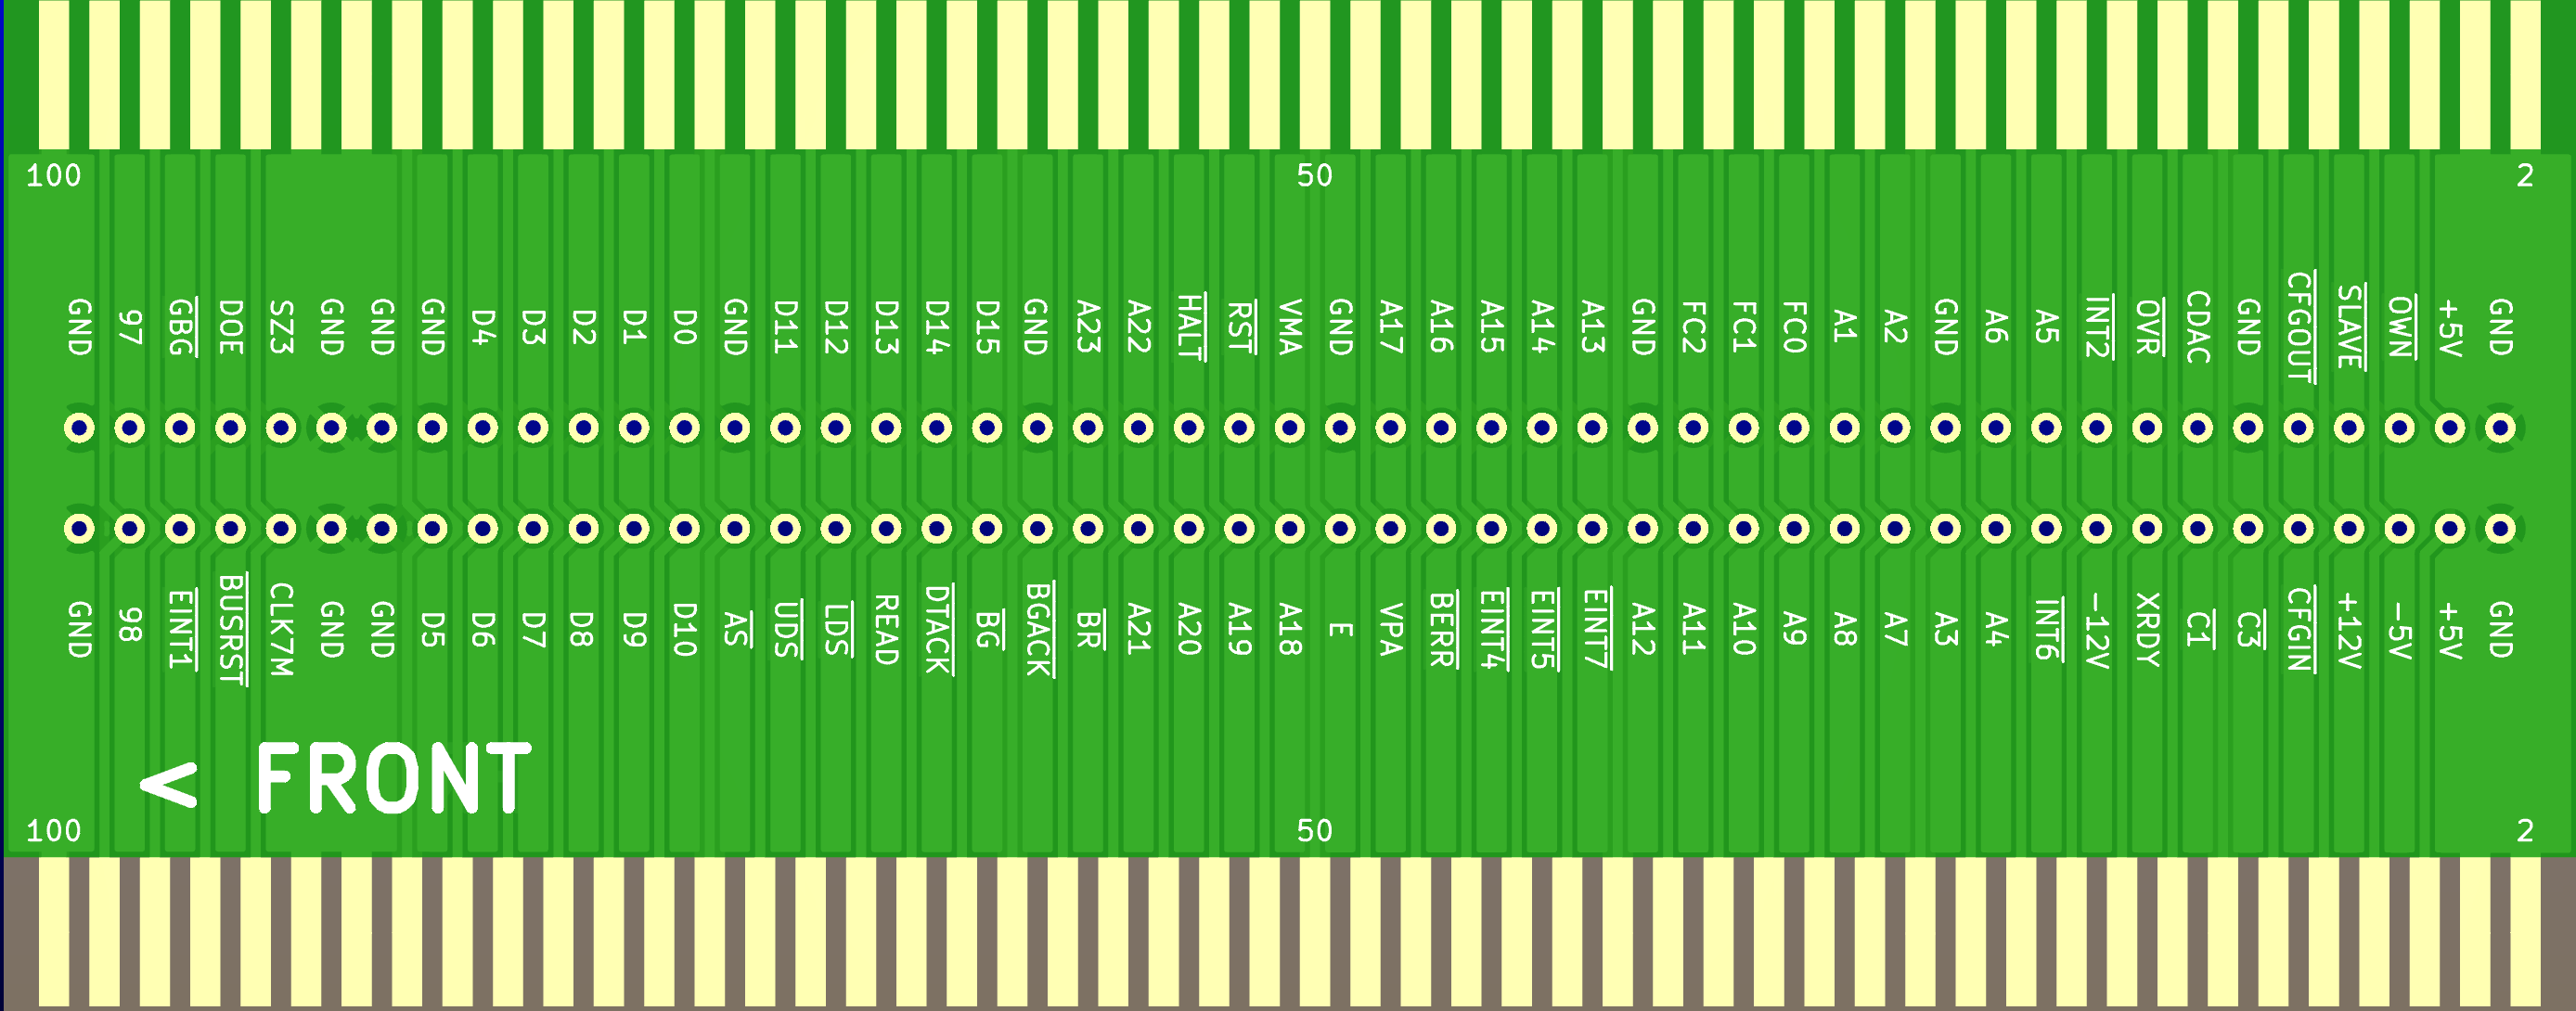 100 50 2
GND 97 GBG DOE SZ3 GND GND GND D4 D3 D2 D1 D0 GND D11 D12 D13 D14 D15 GND A23 A22 HALT RST VMA GND A17 A16 A15 A14 A13 GND FC2 FC1 FC0 A1 A2 GND A6 A5 INT2 OVR CDAC GND CFGOUT SLAVE OWN +5V GND
GND 98 EINT1 BUSRST CLK7M GND GND D5 D6 D7 D8 D9 D10 AS UDS LDS READ DTACK BG BGACK BR A21 A20 A19 A18 E VPA BERR EINT4 EINT5 EINT7 A12 A11 A10 A9 A8 A7 A3 A4 INT6 -12V XRDY C1 C3 CFGIN +12V -5V +5V GND
< FRONT
100 50 2